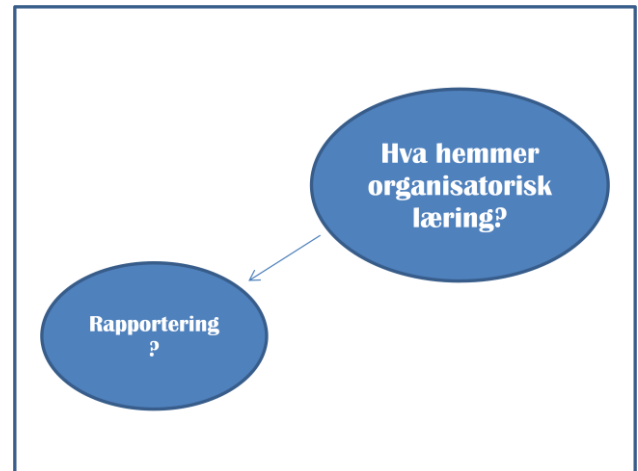 Hva hemmer
organisatorisk
læring?
Rapportering
?